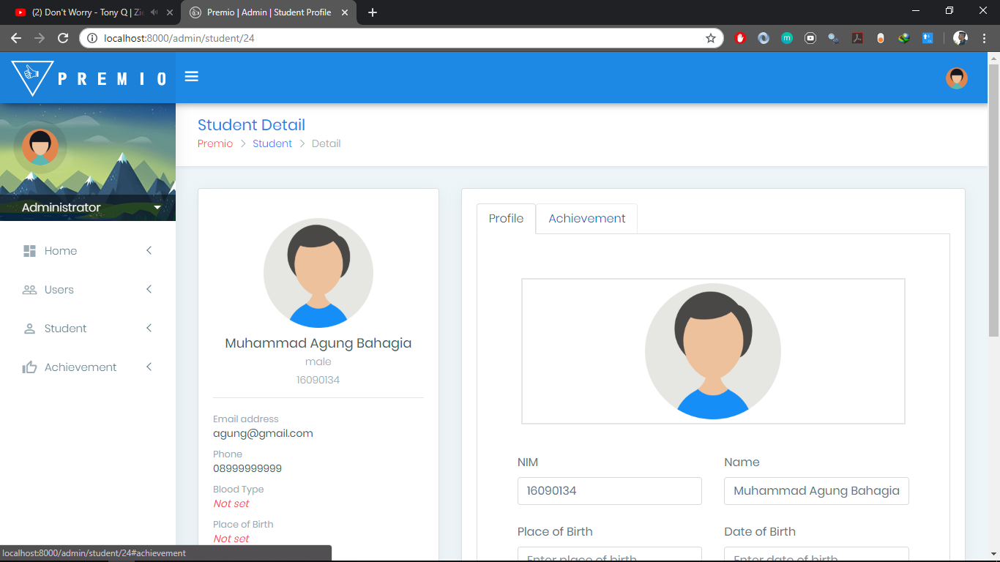 (2) Don't Worry - Tony Q | Zie
Premio | Admin | Student Profile
localhost:8000/admin/student/24
PREMIO
Student Detail
Premio > Student > Detail
Administrator
Home
Users
Student
Achievement
Muhammad Agung Bahagia
male
16090134
Email address
agung@gmail.com
Phone
08999999999
Blood Type
Not set
Place of Birth
Not set
Profile
Achievement
NIM
Name
16090134
Muhammad Agung Bahagia
Place of Birth
Date of Birth
Enter place of birth
Enter date of birth
localhost:8000/admin/student/24#achievement